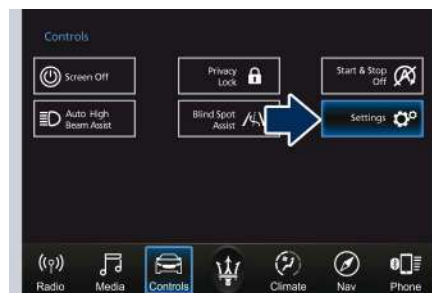 Controls
Screen Off
Privacy
Lock
Start & Stop
Off
Auto High
Beam Assist
Blind Spot
Assist
Settings
Radio
Media
Controls
Climate
Nav
Phone